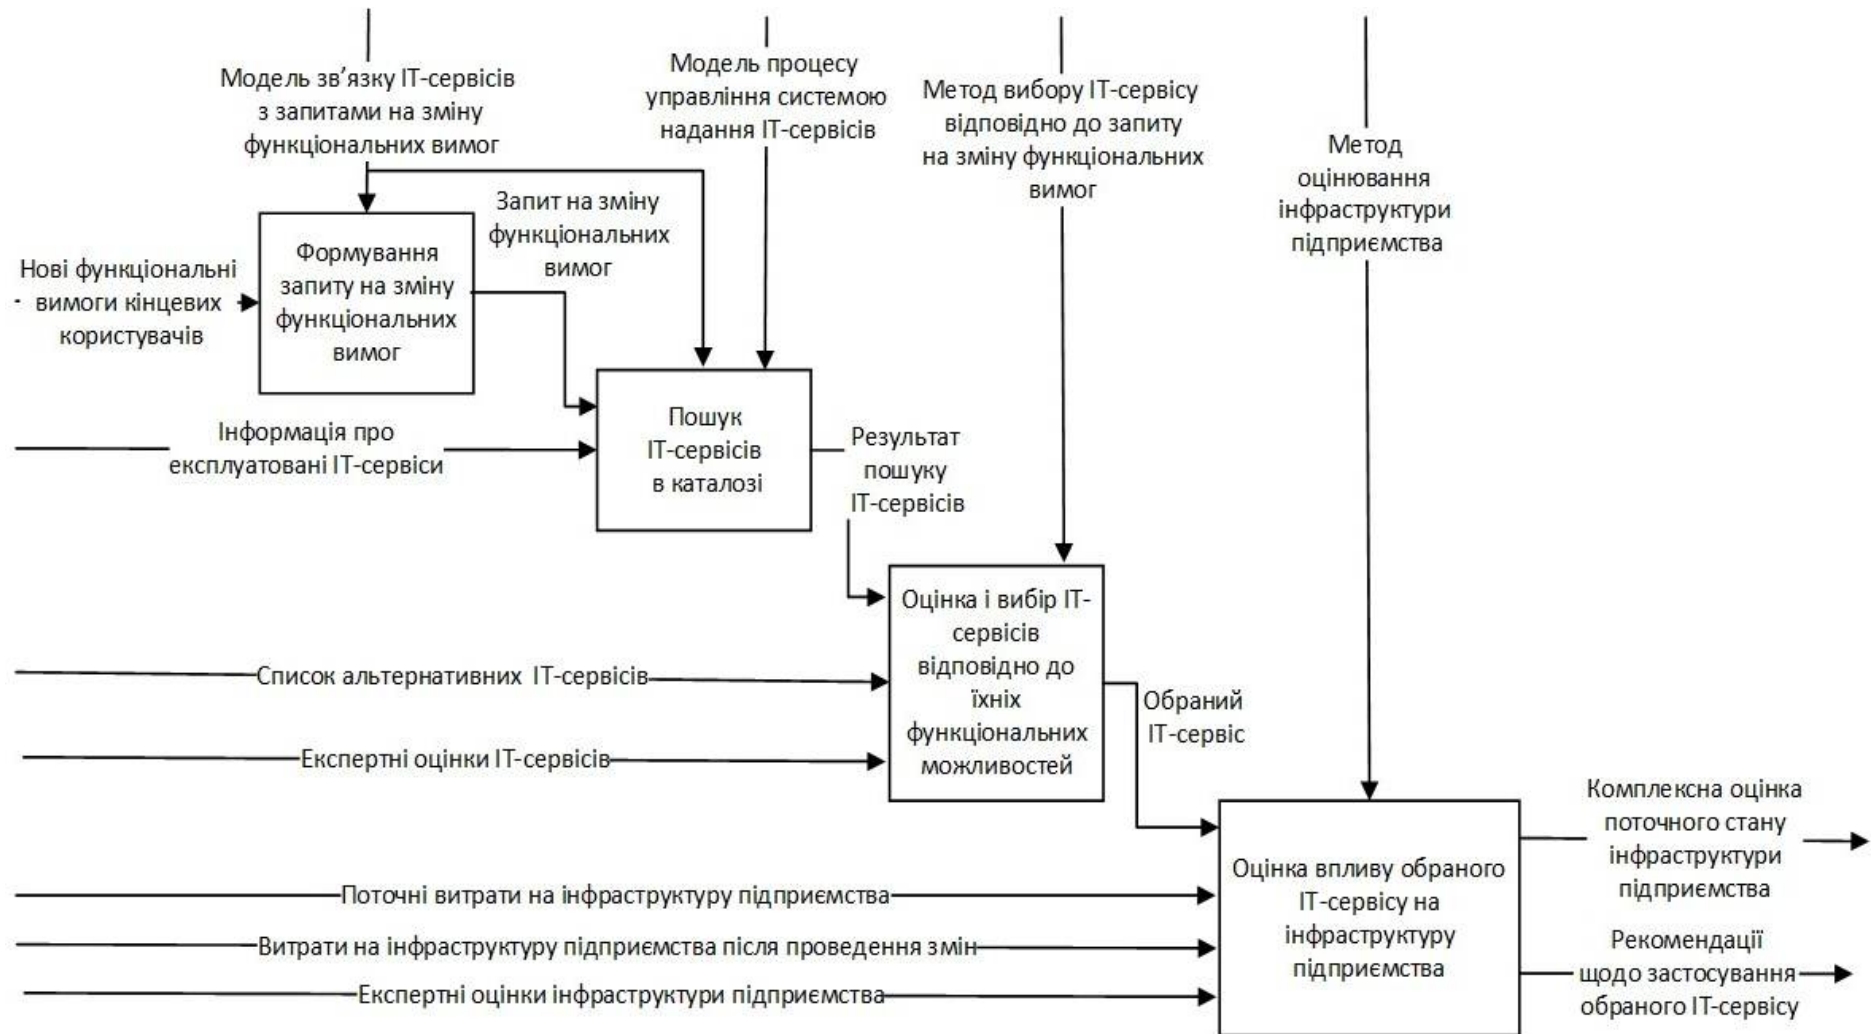 Модель зв’язку ІТ-сервісів
з запитами на зміну
функціональних вимог
Модель процесу
управління системою
надання ІТ-сервісів
Метод вибору ІТ-сервісу
відповідно до запиту
на зміну функціональних
вимог
Метод
оцінювання
інфраструктури
підприємства
Нові функціональні
вимоги кінцевих
користувачів
Формування
запиту на зміну
функціональних
вимог
Запит на зміну
функціональних
вимог
Інформація про
експлуатовані ІТ-сервіси
Пошук
ІТ-сервісів
в каталозі
Результат
пошуку
ІТ-сервісів
Список альтернативних ІТ-сервісів
Експертні оцінки ІТ-сервісів
Оцінка і вибір ІТ-
сервісів
відповідно до
їхніх
функціональних
можливостей
Обраний
ІТ-сервіс
Поточні витрати на інфраструктуру підприємства
Витрати на інфраструктуру підприємства після проведення змін
Експертні оцінки інфраструктури підприємства
Оцінка впливу обраного
ІТ-сервісу на
інфраструктуру
підприємства
Комплексна оцінка
поточного стану
інфраструктури
підприємства
Рекомендації
щодо застосування
обраного ІТ-сервісу